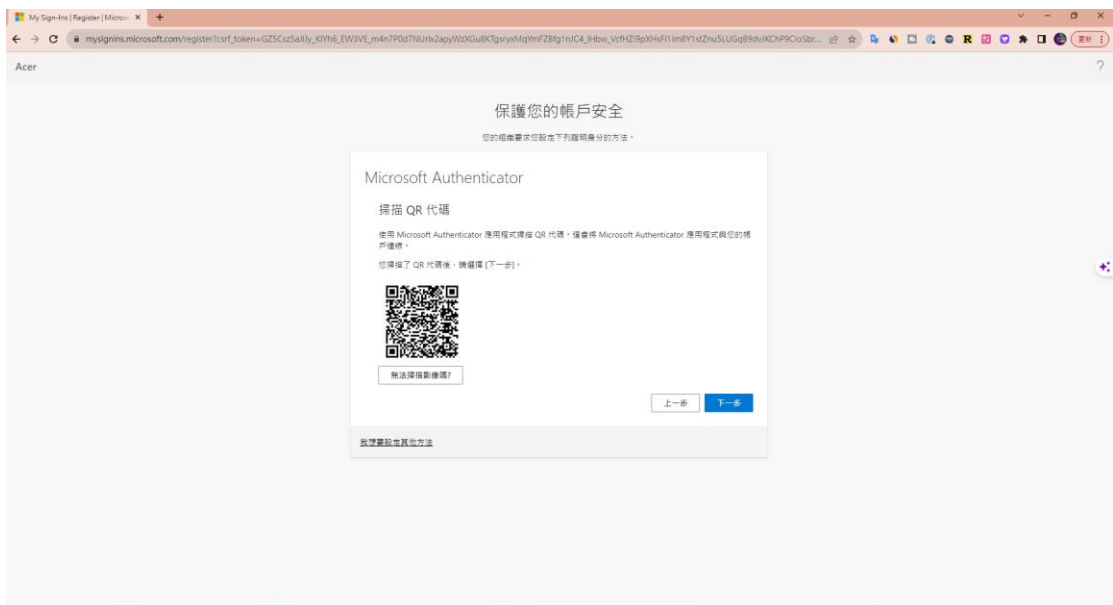 My Sign-Ins | Register | Microso
mysignins.microsoft.com/register?csrf_token=
更新
Acer
?
保護您的帳戶安全
您的組織要求您設定下列證明身分的方法。
Microsoft Authenticator
掃描 QR 代碼
使用 Microsoft Authenticator 應用程式掃描 QR 代碼。這會將 Microsoft Authenticator 應用程式與您的帳
戶連線。
您掃描了 QR 代碼後，請選擇 [下一步]。
無法掃描影像嗎?
上一步
下一步
我想要設定其他方法